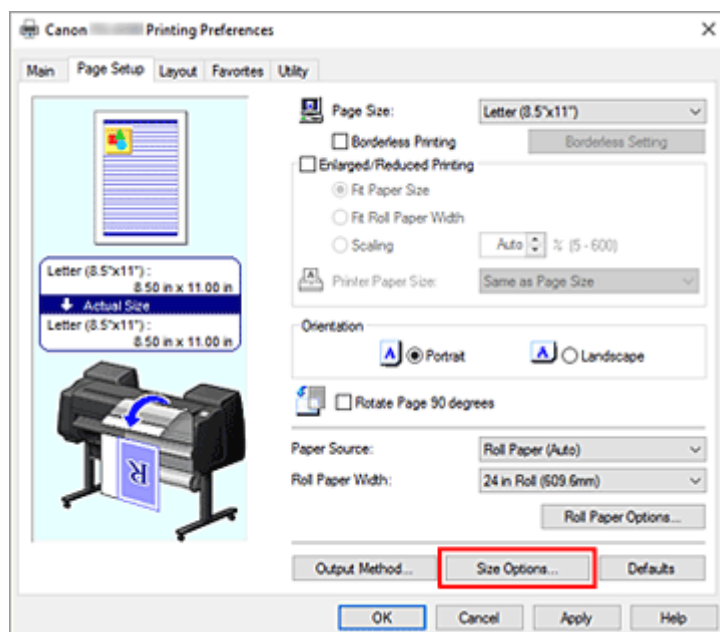 Canon Printing Preferences
Main Page Setup Layout Favorites Utility
Page Size: Letter (8.5"x11")
Borderless Printing Borderless Setting
Enlarged/Reduced Printing
Fit Paper Size
Fit Roll Paper Width
Scaling Auto % (5 - 600)
Printer Paper Size: Same as Page Size
Letter (8.5"x11") :
8.50 in x 11.00 in
Actual Size
Letter (8.5"x11") :
8.50 in x 11.00 in
Orientation
A Portrait A Landscape
Rotate Page 90 degrees
R
Paper Source: Roll Paper (Auto)
Roll Paper Width: 24 in Roll (609.6mm)
Roll Paper Options...
Output Method... Size Options... Defaults
OK Cancel Apply Help